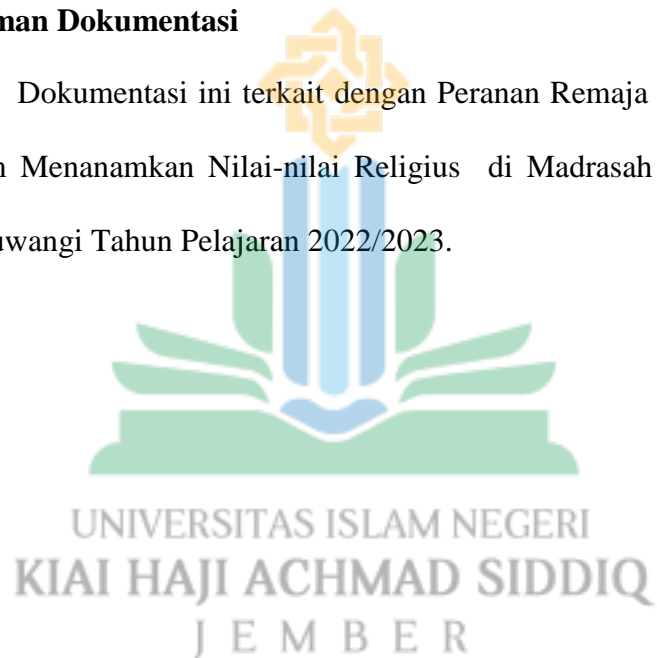 man Dokumentasi
Dokumentasi ini terkait dengan Peranan Remaja
Menanamkan Nilai-nilai Religius di Madrasah
uwangi Tahun Pelajaran 2022/2023.
UNIVERSITAS ISLAM NEGERI
KIAI HAJI ACHMAD SIDDIQ
J E M B E R